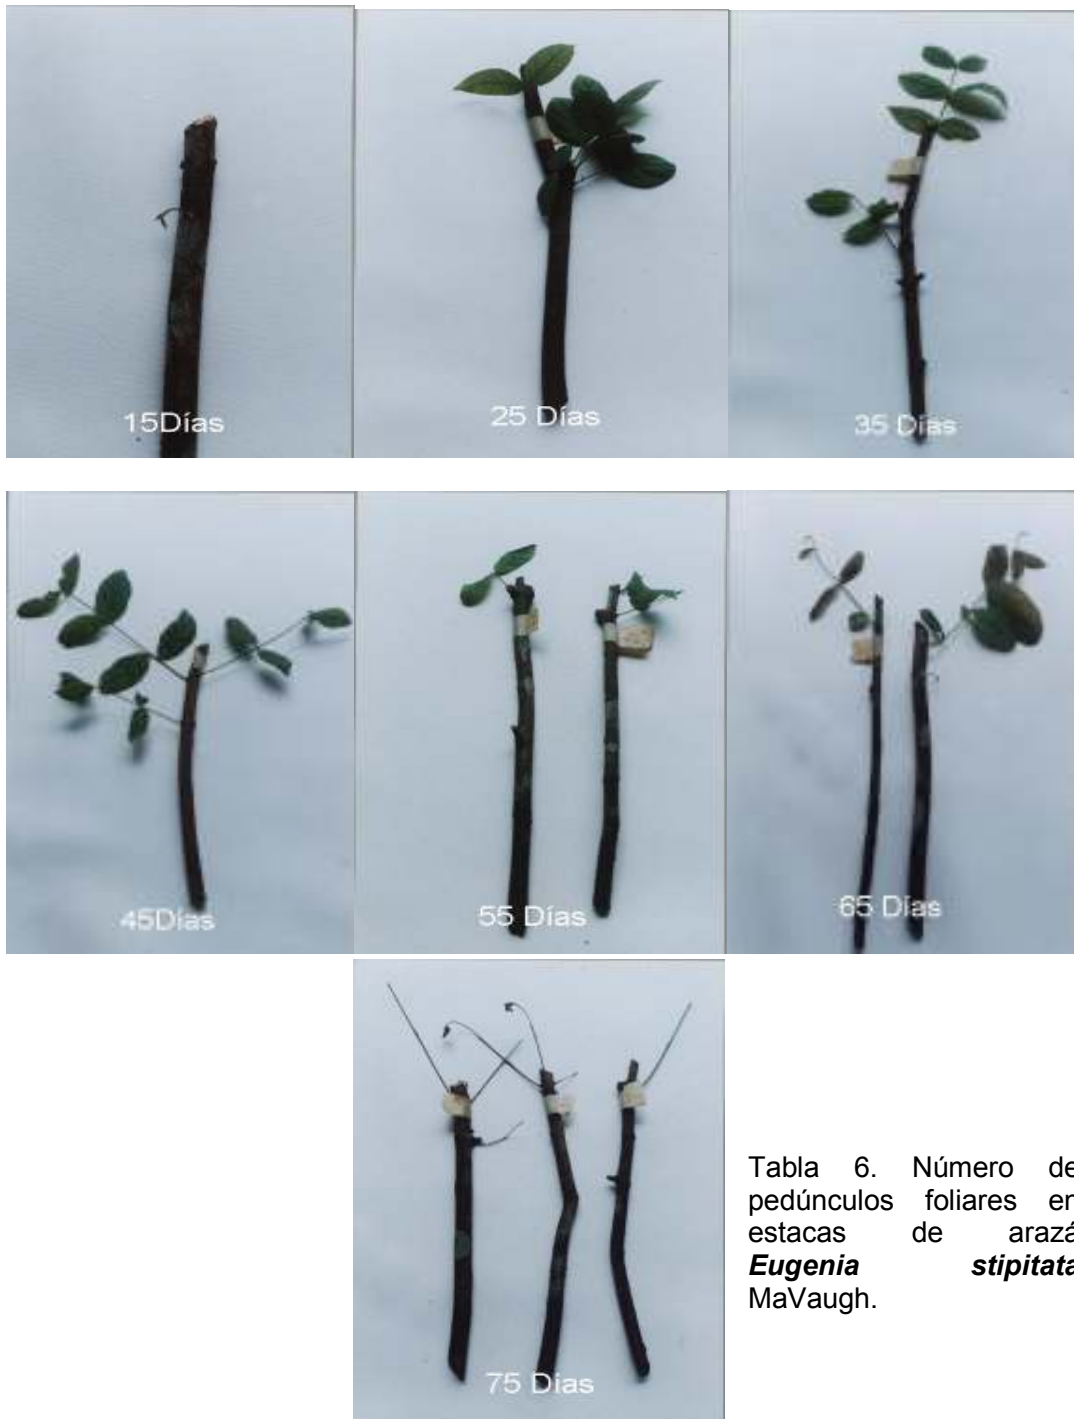 15Días
25 Días
35 Días
45Días
55 Días
65 Días
75 Días
Tabla 6. Número de
pedúnculos foliares en
estacas de arazá
Eugenia stipitata
MaVaugh.